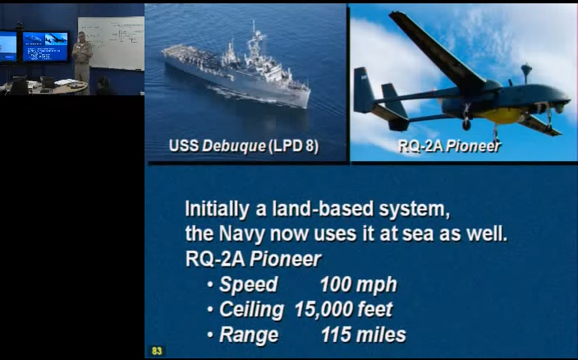 USS Debuque (LPD 8)
RQ-2A Pioneer
Initially a land-based system,
the Navy now uses it at sea as well.
RQ-2A Pioneer
• Speed 100 mph
• Ceiling 15,000 feet
• Range 115 miles
83